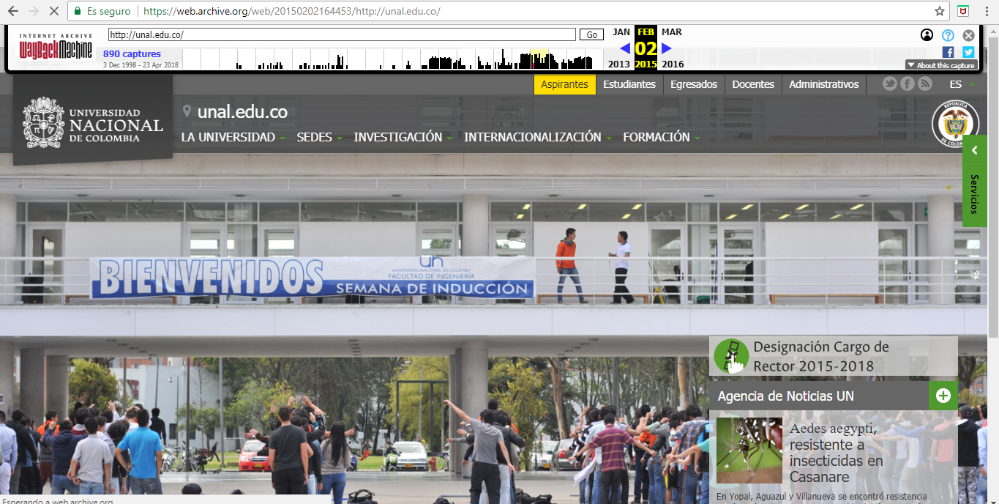 Es seguro
https://web.archive.org/web/20150202164453/http://unal.edu.co/
INTERNET ARCHIVE
WayBackMachine
http://unal.edu.co/
Go
JAN FEB MAR
02
2013 2015 2016
890 captures
3 Dec 1998 - 23 Apr 2018
?
f
About this capture
Aspirantes Estudiantes Egresados Docentes Administrativos
ES
UNIVERSIDAD
NACIONAL
DE COLOMBIA
unal.edu.co
LA UNIVERSIDAD SEDES INVESTIGACIÓN INTERNACIONALIZACIÓN FORMACIÓN
REPÚBLICA
DE COLOMBIA
Servicios
BIENVENIDOS
un
UNIVERSIDAD NACIONAL DE COLOMBIA
FACULTAD DE INGENIERÍA
SEMANA DE INDUCCIÓN
Designación Cargo de
Rector 2015-2018
Agencia de Noticias UN
Aedes aegypti,
resistente a
insecticidas en
Casanare
En Yopal, Aguazul y Villanueva se encontró resistencia
Esperando a web.archive.org